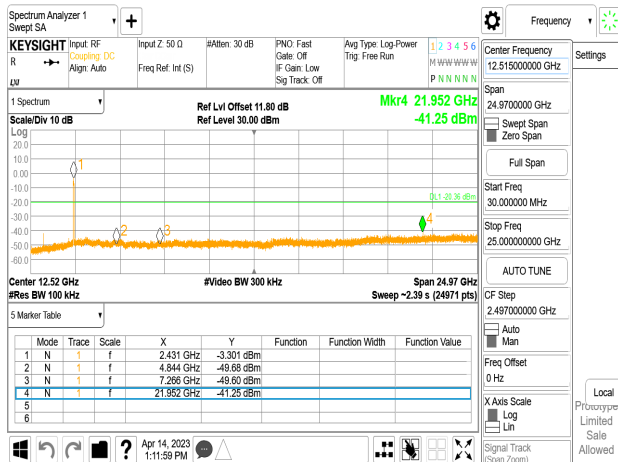 Spectrum Analyzer 1
Swept SA
Frequency
KEYSIGHT
R
Input: RF
Coupling: DC
Align: Auto
Input Z: 50 Ω
Freq Ref: Int (S)
#Atten: 30 dB
PNO: Fast
Gate: Off
IF Gain: Low
Sig Track: Off
Avg Type: Log-Power
Trig: Free Run
1 2 3 4 5 6
M W W W W W
P N N N N N
Center Frequency
12.515000000 GHz
Settings
Span
24.9700000 GHz
Swept Span
Zero Span
Full Span
Start Freq
30.000000 MHz
Stop Freq
25.000000000 GHz
AUTO TUNE
CF Step
2.497000000 GHz
Auto
Man
Freq Offset
0 Hz
X Axis Scale
Log
Lin
Signal Track
(Span Zoom)
Local
Prototype
Limited
Sale
Allowed
1 Spectrum
Scale/Div 10 dB
Ref Lvl Offset 11.80 dB
Ref Level 30.00 dBm
Mkr4 21.952 GHz
-41.25 dBm
Log
20.0
10.0
0.00
-10.0
-20.0
-30.0
-40.0
-50.0
-60.0
1
2
3
4
DL1 -20.36 dBm
Center 12.52 GHz
#Res BW 100 kHz
#Video BW 300 kHz
Span 24.97 GHz
Sweep ~2.39 s (24971 pts)
5 Marker Table
Mode Trace Scale X Y Function Function Width Function Value
1 N 1 f 2.431 GHz -3.301 dBm
2 N 1 f 4.844 GHz -49.68 dBm
3 N 1 f 7.266 GHz -49.60 dBm
4 N 1 f 21.952 GHz -41.25 dBm
5
6
?
Apr 14, 2023
1:11:59 PM